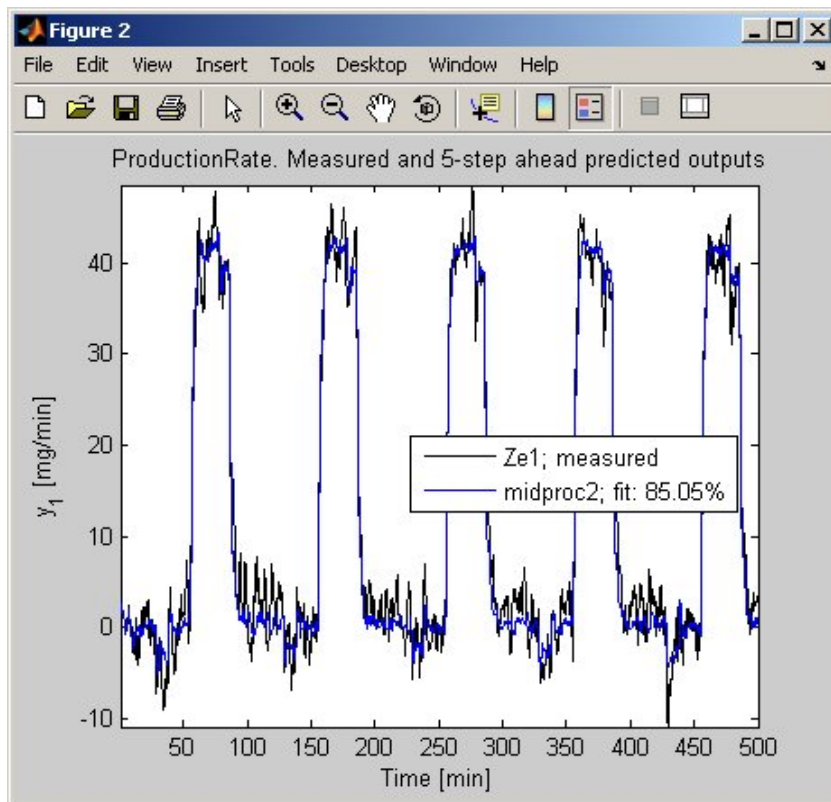 Figure 2
File Edit View Insert Tools Desktop Window Help
ProductionRate. Measured and 5-step ahead predicted outputs
40
30
20
10
0
-10
y1 [mg/min]
Ze1; measured
midproc2; fit: 85.05%
50 100 150 200 250 300 350 400 450 500
Time [min]